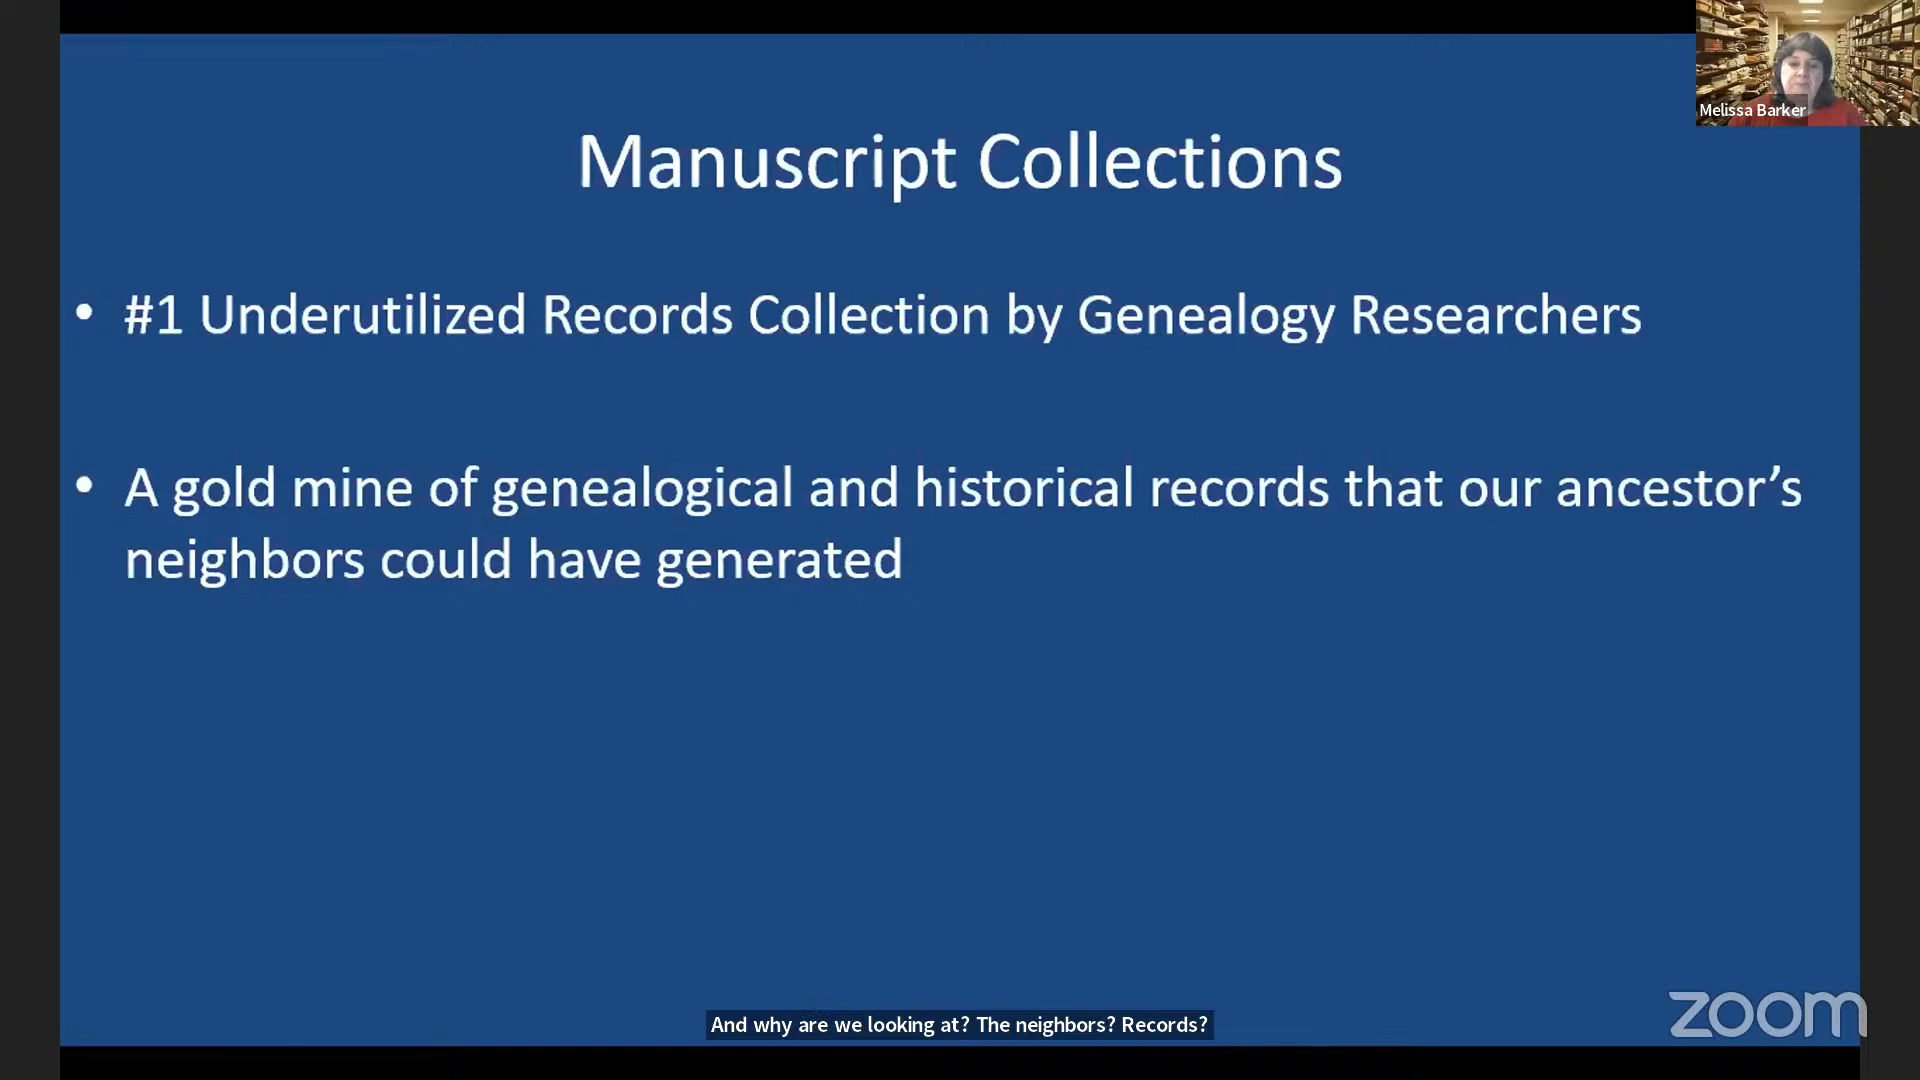 Melissa Barker
Manuscript Collections
• #1 Underutilized Records Collection by Genealogy Researchers
• A gold mine of genealogical and historical records that our ancestor’s
neighbors could have generated
And why are we looking at? The neighbors? Records?
zoom